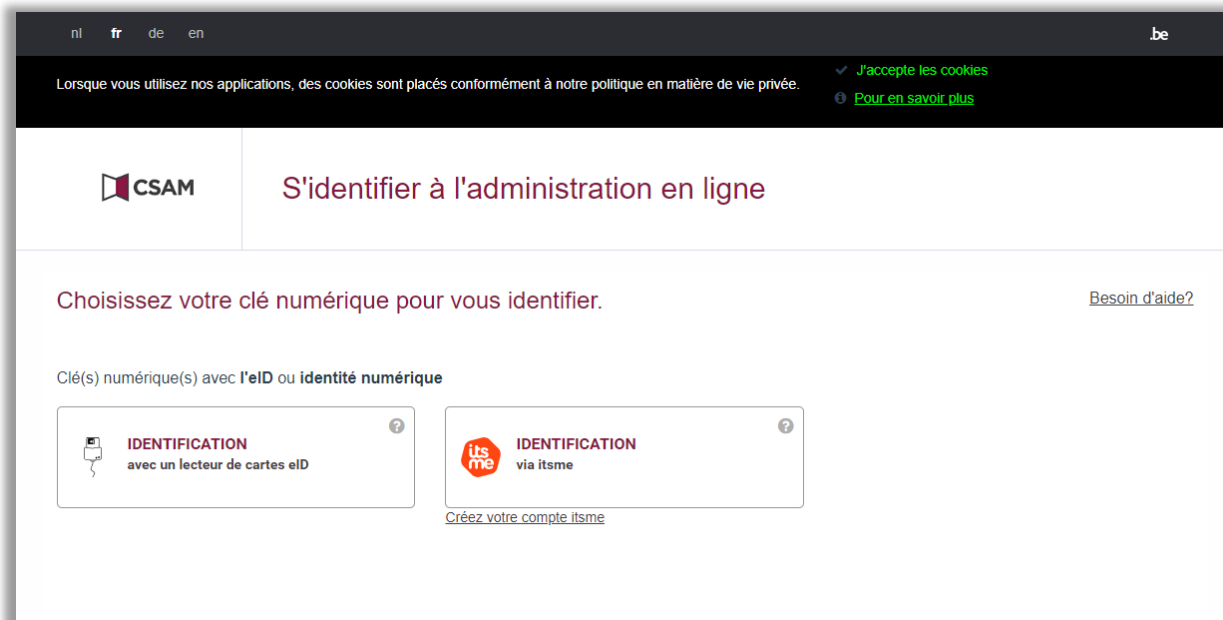 nl fr de en .be
Lorsque vous utilisez nos applications, des cookies sont placés conformément à notre politique en matière de vie privée.
J'accepte les cookies
Pour en savoir plus
CSAM
S'identifier à l'administration en ligne
Choisissez votre clé numérique pour vous identifier.
Besoin d'aide?
Clé(s) numérique(s) avec l'eID ou identité numérique
IDENTIFICATION
avec un lecteur de cartes eID
?
its
me
IDENTIFICATION
via itsme
?
Créez votre compte itsme